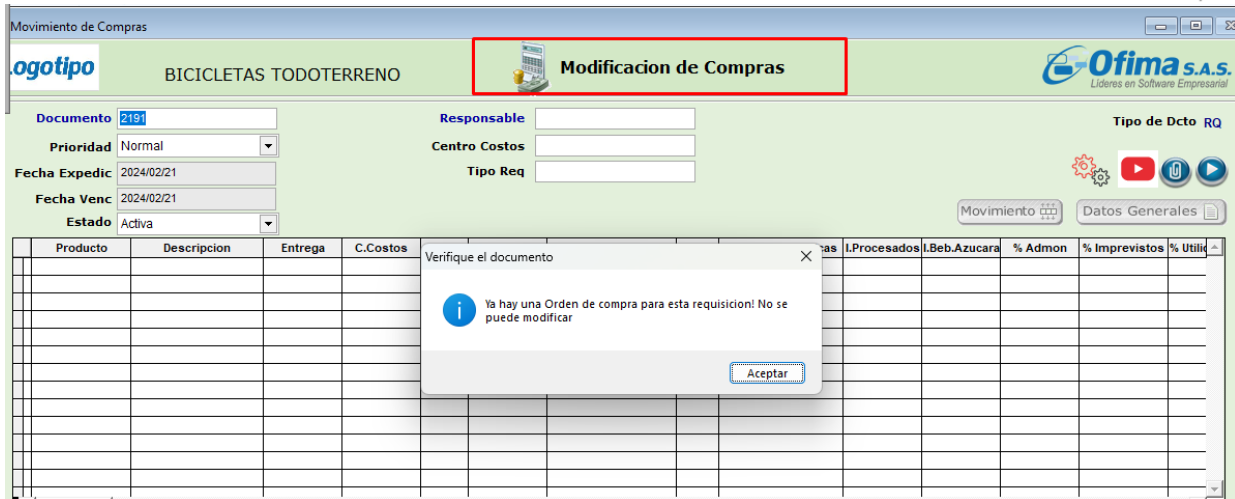 Movimiento de Compras
.ogotipo
BICICLETAS TODOTERRENO
Modificacion de Compras
Ofima S.A.S.
Lideres en Software Empresarial
Documento 2191
Responsable
Tipo de Dcto RQ
Prioridad Normal
Centro Costos
Fecha Expedic 2024/02/21
Tipo Req
Fecha Venc 2024/02/21
Movimiento
Datos Generales
Estado Activa
Producto Descripcion Entrega C.Costos cas I.Procesados I.Beb.Azucara % Admon % Imprevistos % Utilid
Verifique el documento
Ya hay una Orden de compra para esta requisicion! No se
puede modificar
Aceptar